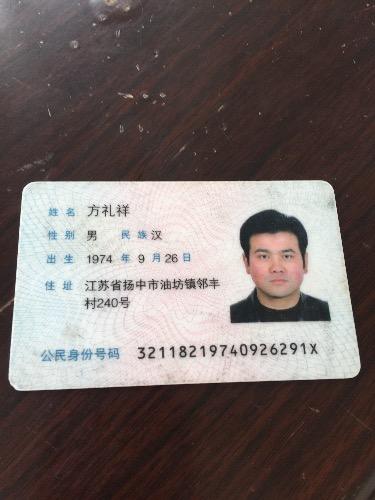 姓名 方礼祥
性别 男 民族 汉
出生 1974 年 9 月 26 日
住址 江苏省扬中市油坊镇邻丰
村240号
公民身份号码 32118219740926291X